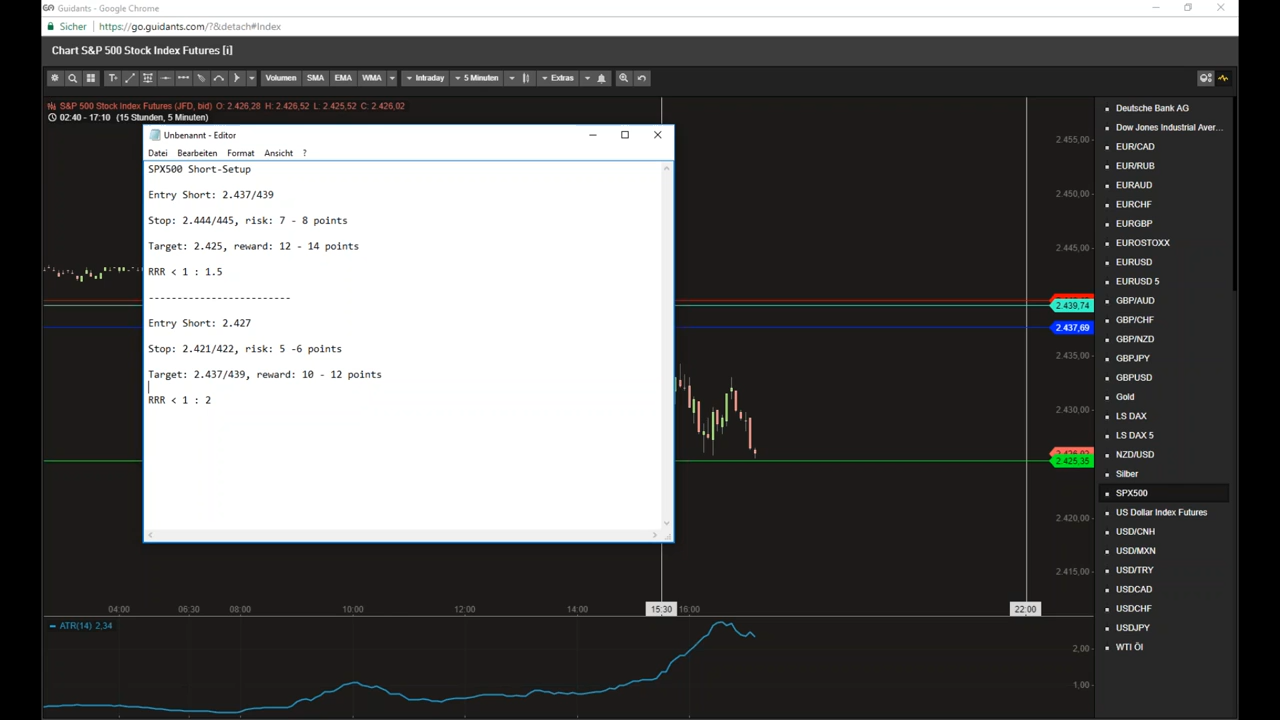 Guidants - Google Chrome
Sicher https://go.guidants.com/?&detach#Index
Chart S&P 500 Stock Index Futures [i]
Volumen SMA EMA WMA Intraday 5 Minuten Extras
S&P 500 Stock Index Futures (JFD, bid) O: 2.426,28 H: 2.426,52 L: 2.425,52 C: 2.426,02
02:40 - 17:10 (15 Stunden, 5 Minuten)
Unbenannt - Editor
Datei Bearbeiten Format Ansicht ?
SPX500 Short-Setup
Entry Short: 2.437/439
Stop: 2.444/445, risk: 7 - 8 points
Target: 2.425, reward: 12 - 14 points
RRR < 1 : 1.5
-------------------------
Entry Short: 2.427
Stop: 2.421/422, risk: 5 -6 points
Target: 2.437/439, reward: 10 - 12 points
RRR < 1 : 2
2.455,00
2.450,00
2.445,00
2.439,74
2.437,69
2.435,00
2.430,00
2.425,35
2.420,00
2.415,00
04:00 06:30 08:00 10:00 12:00 14:00 15:30 16:00 22:00
ATR(14) 2,34
2,00
1,00
Deutsche Bank AG
Dow Jones Industrial Aver...
EUR/CAD
EUR/RUB
EURAUD
EURCHF
EURGBP
EUROSTOXX
EURUSD
EURUSD 5
GBP/AUD
GBP/CHF
GBP/NZD
GBPJPY
GBPUSD
Gold
LS DAX
LS DAX 5
NZD/USD
Silber
SPX500
US Dollar Index Futures
USD/CNH
USD/MXN
USD/TRY
USDCAD
USDCHF
USDJPY
WTI Öl